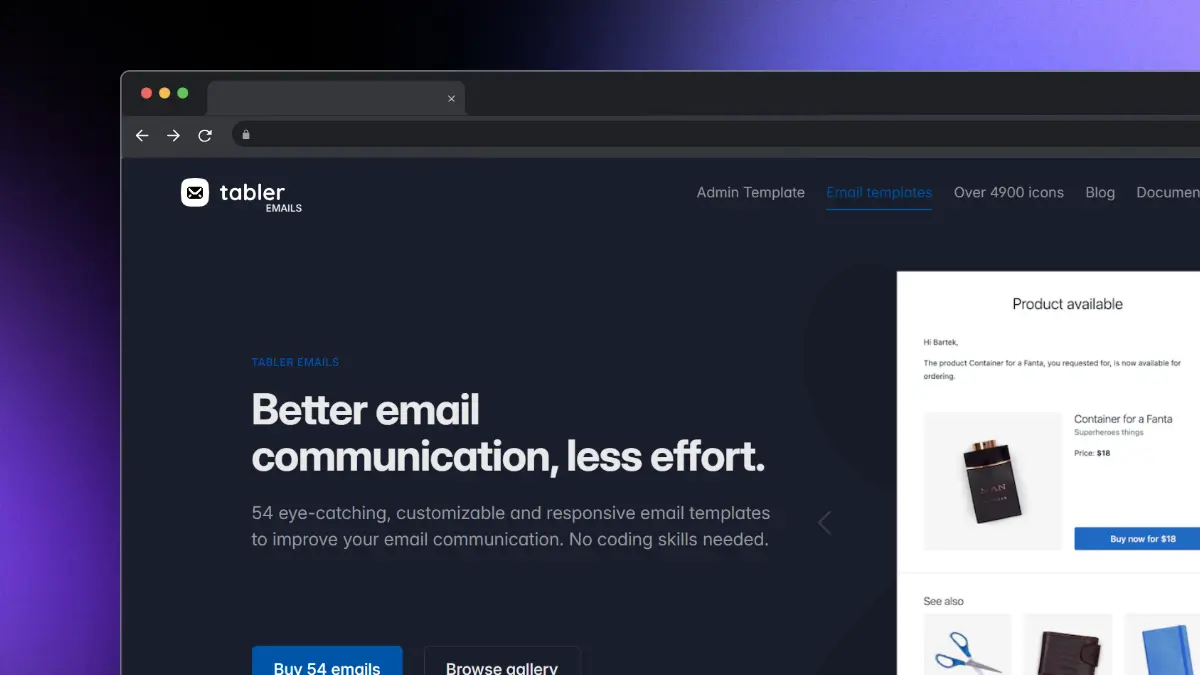 tabler
EMAILS
Admin Template
Email templates
Over 4900 icons
Blog
Documen
TABLER EMAILS
Better email
communication, less effort.
54 eye-catching, customizable and responsive email templates
to improve your email communication. No coding skills needed.
Buy 54 emails
Browse gallery
Product available
Hi Bartek,
The product Container for a Fanta, you requested for, is now available for
ordering.
MAN
Container for a Fanta
Superheroes things
Price: $18
Buy now for $18
See also